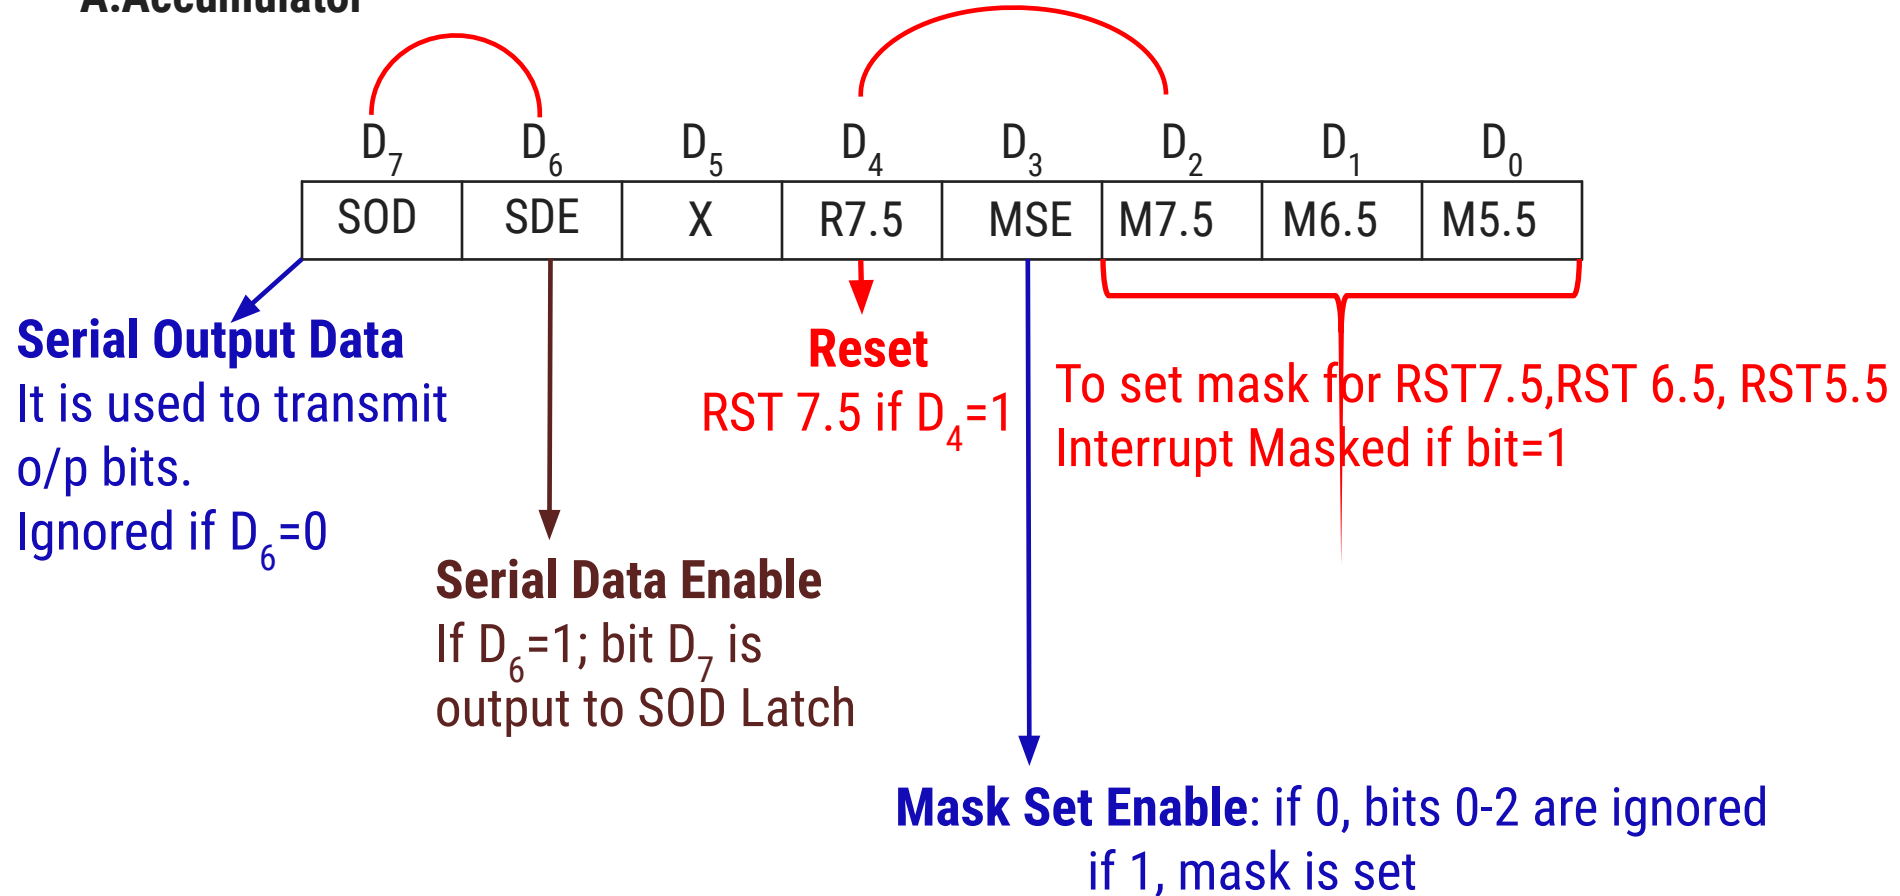 A:Accumulator
D7 D6 D5 D4 D3 D2 D1 D0
SOD SDE X R7.5 MSE M7.5 M6.5 M5.5
Serial Output Data
It is used to transmit
o/p bits.
Ignored if D6=0
Reset
RST 7.5 if D4=1
To set mask for RST7.5,RST 6.5, RST5.5
Interrupt Masked if bit=1
Serial Data Enable
If D6=1; bit D7 is
output to SOD Latch
Mask Set Enable: if 0, bits 0-2 are ignored
if 1, mask is set